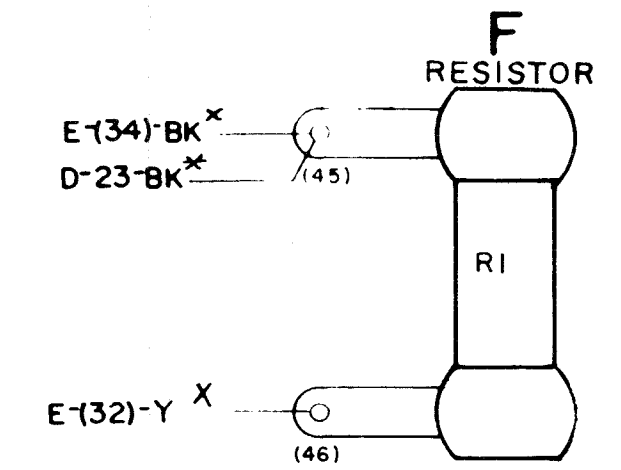 F
RESISTOR
E-(34)-BK X
D-23-BK X
(45)
R1
E-(32)-Y X
(46)